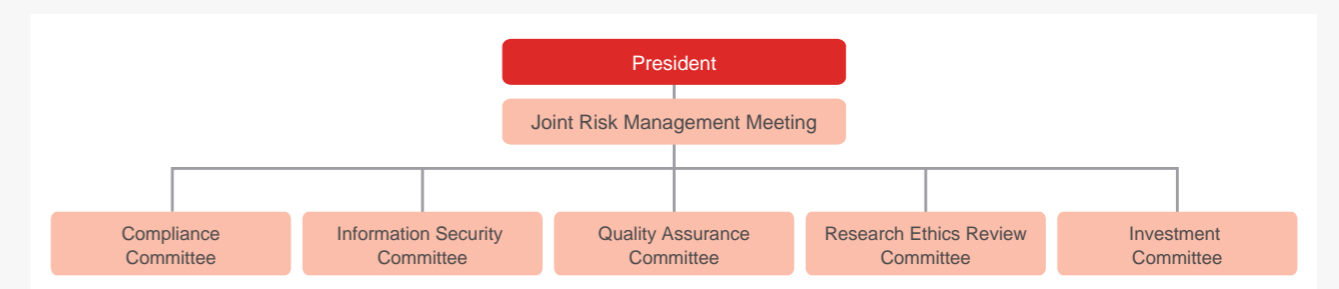 President
Joint Risk Management Meeting
Compliance
Committee
Information Security
Committee
Quality Assurance
Committee
Research Ethics Review
Committee
Investment
Committee